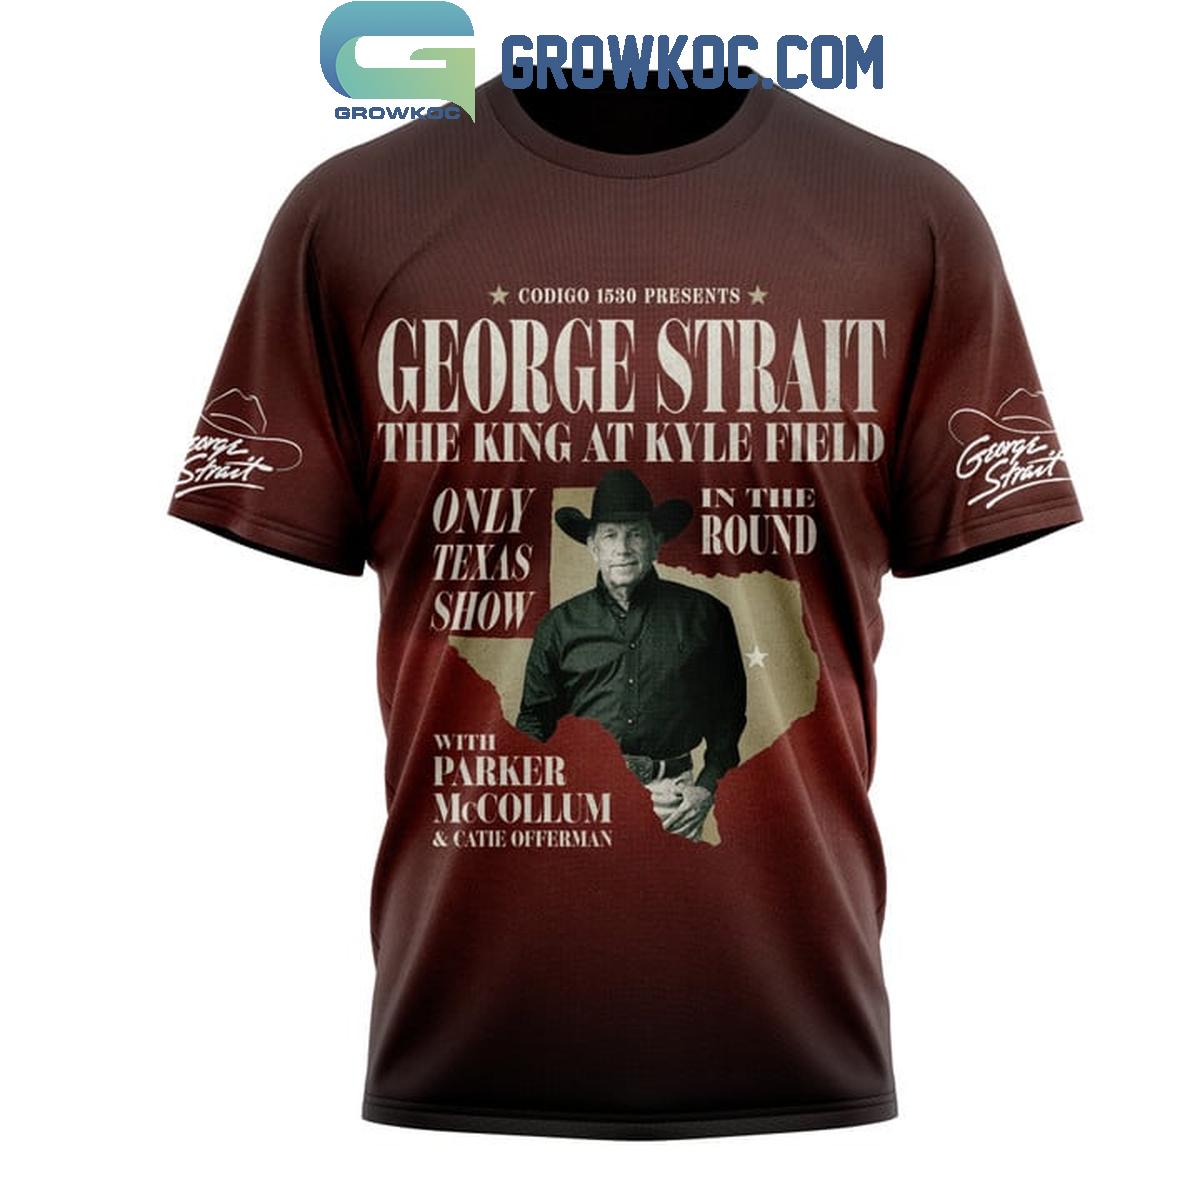 GROWKOC
GROWKOC.COM
★ CODIGO 1530 PRESENTS ★
GEORGE STRAIT
THE KING AT KYLE FIELD
ONLY
TEXAS
SHOW
IN THE
ROUND
WITH
PARKER
McCOLLUM
& CATIE OFFERMAN
George
Strait
George
Strait